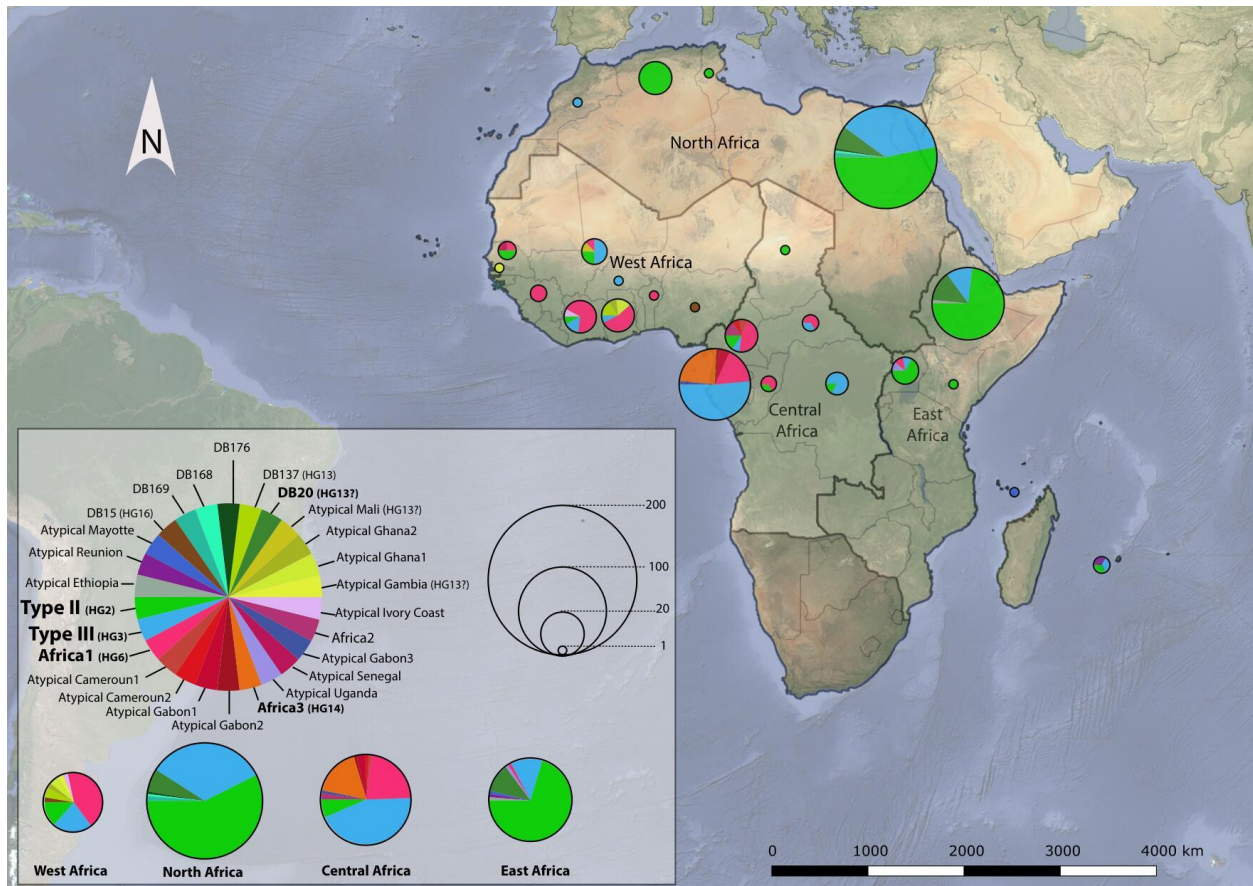 N
North Africa
West Africa
Central
Africa
East
Africa
DB176
DB168
DB137 (HG13)
DB169
DB20 (HG13?)
DB15 (HG16)
Atypical Mali (HG13?)
Atypical Mayotte
Atypical Ghana2
Atypical Reunion
Atypical Ghana1
Atypical Ethiopia
Atypical Gambia (HG13?)
Type II (HG2)
Atypical Ivory Coast
Type III (HG3)
Africa2
Africa1 (HG6)
Atypical Gabon3
Atypical Cameroun1
Atypical Senegal
Atypical Cameroun2
Atypical Uganda
Atypical Gabon1
Africa3 (HG14)
Atypical Gabon2
200
100
20
1
West Africa
North Africa
Central Africa
East Africa
0 1000 2000 3000 4000 km